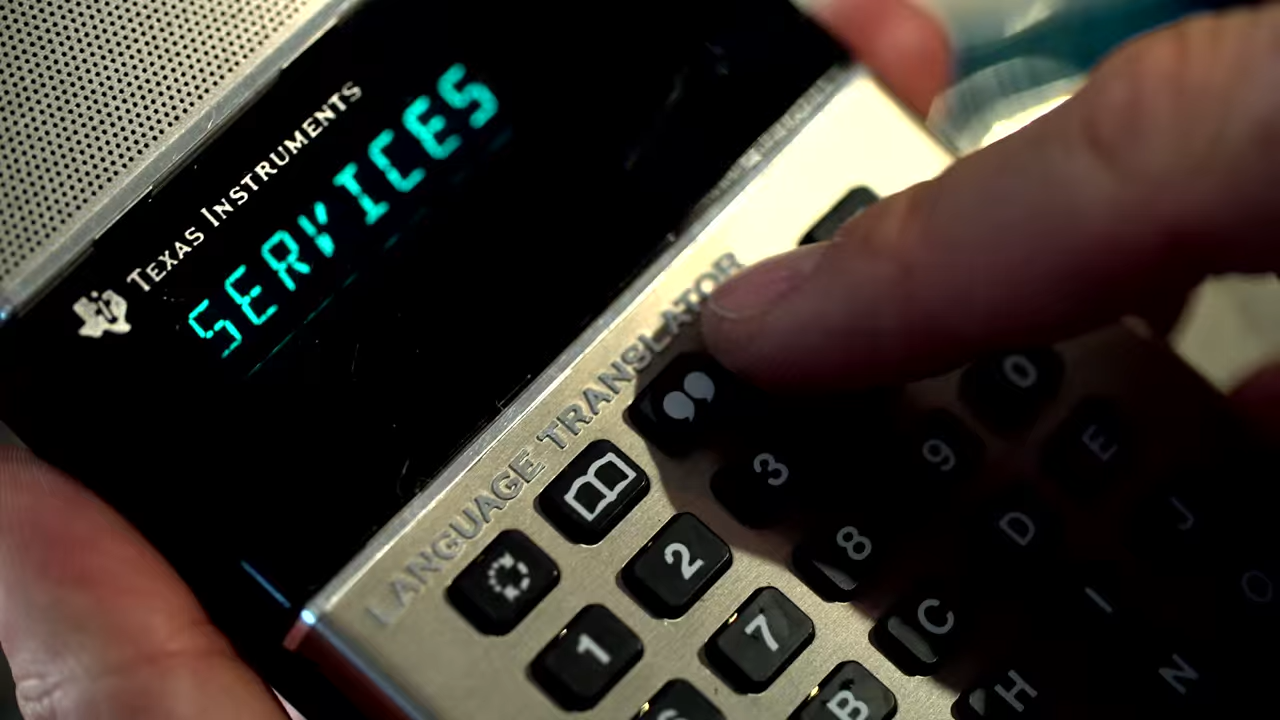 TEXAS INSTRUMENTS
SERVICES
LANGUAGE TRANSLATOR
”
1 2 3
7 8 9 0
B C D E
H I J
N O